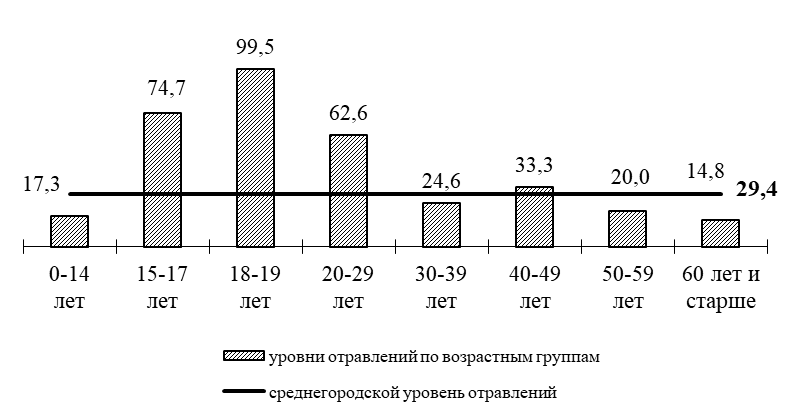 99,5
74,7
62,6
33,3
17,3
24,6
20,0
14,8
29,4
0-14 лет
15-17 лет
18-19 лет
20-29 лет
30-39 лет
40-49 лет
50-59 лет
60 лет и старше
уровни отравлений по возрастным группам
среднегородской уровень отравлений